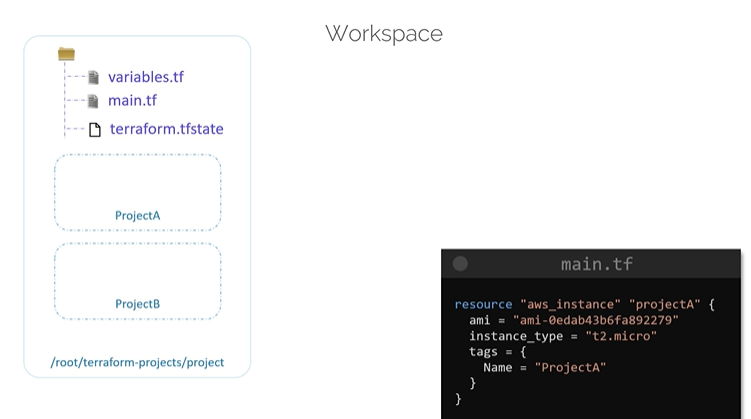 Workspace
variables.tf
main.tf
terraform.tfstate
ProjectA
ProjectB
/root/terraform-projects/project
main.tf
resource "aws_instance" "projectA" {
  ami = "ami-0edab43b6fa892279"
  instance_type = "t2.micro"
  tags = {
    Name = "ProjectA"
  }
}